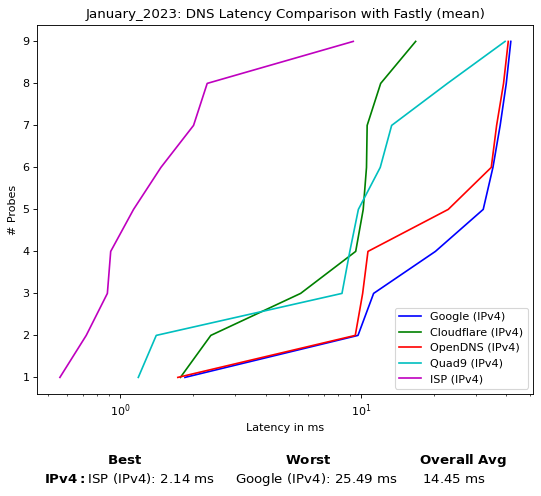 January_2023: DNS Latency Comparison with Fastly (mean)
9
8
7
6
5
4
3
2
1
# Probes
Google (IPv4)
Cloudflare (IPv4)
OpenDNS (IPv4)
Quad9 (IPv4)
ISP (IPv4)
10⁰ 10¹
Latency in ms
Best Worst Overall Avg
IPv4: ISP (IPv4): 2.14 ms Google (IPv4): 25.49 ms 14.45 ms